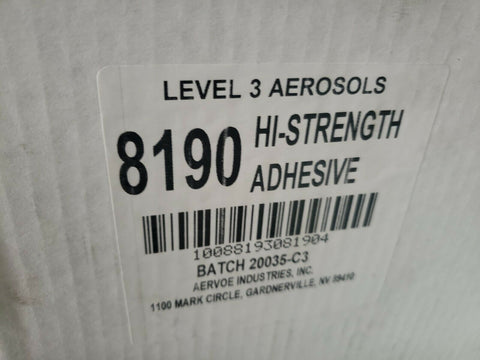 LEVEL 3 AEROSOLS
8190 HI-STRENGTH
ADHESIVE
10088193081904
BATCH 20035-C3
AERVOE INDUSTRIES, INC.
1100 MARK CIRCLE, GARDNERVILLE, NV 89410